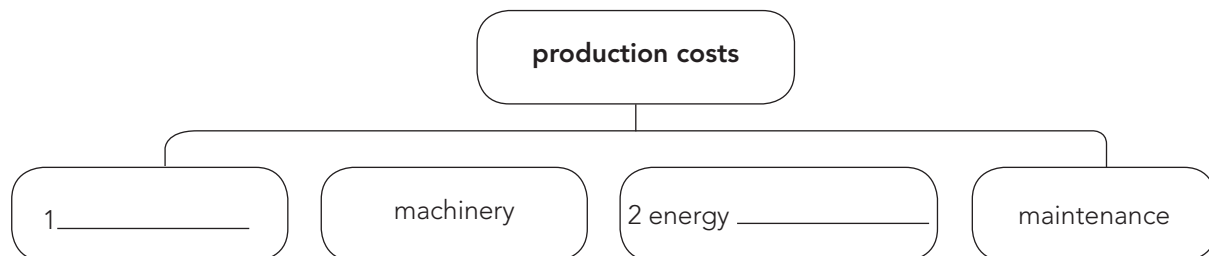 production costs
1
machinery
2 energy
maintenance